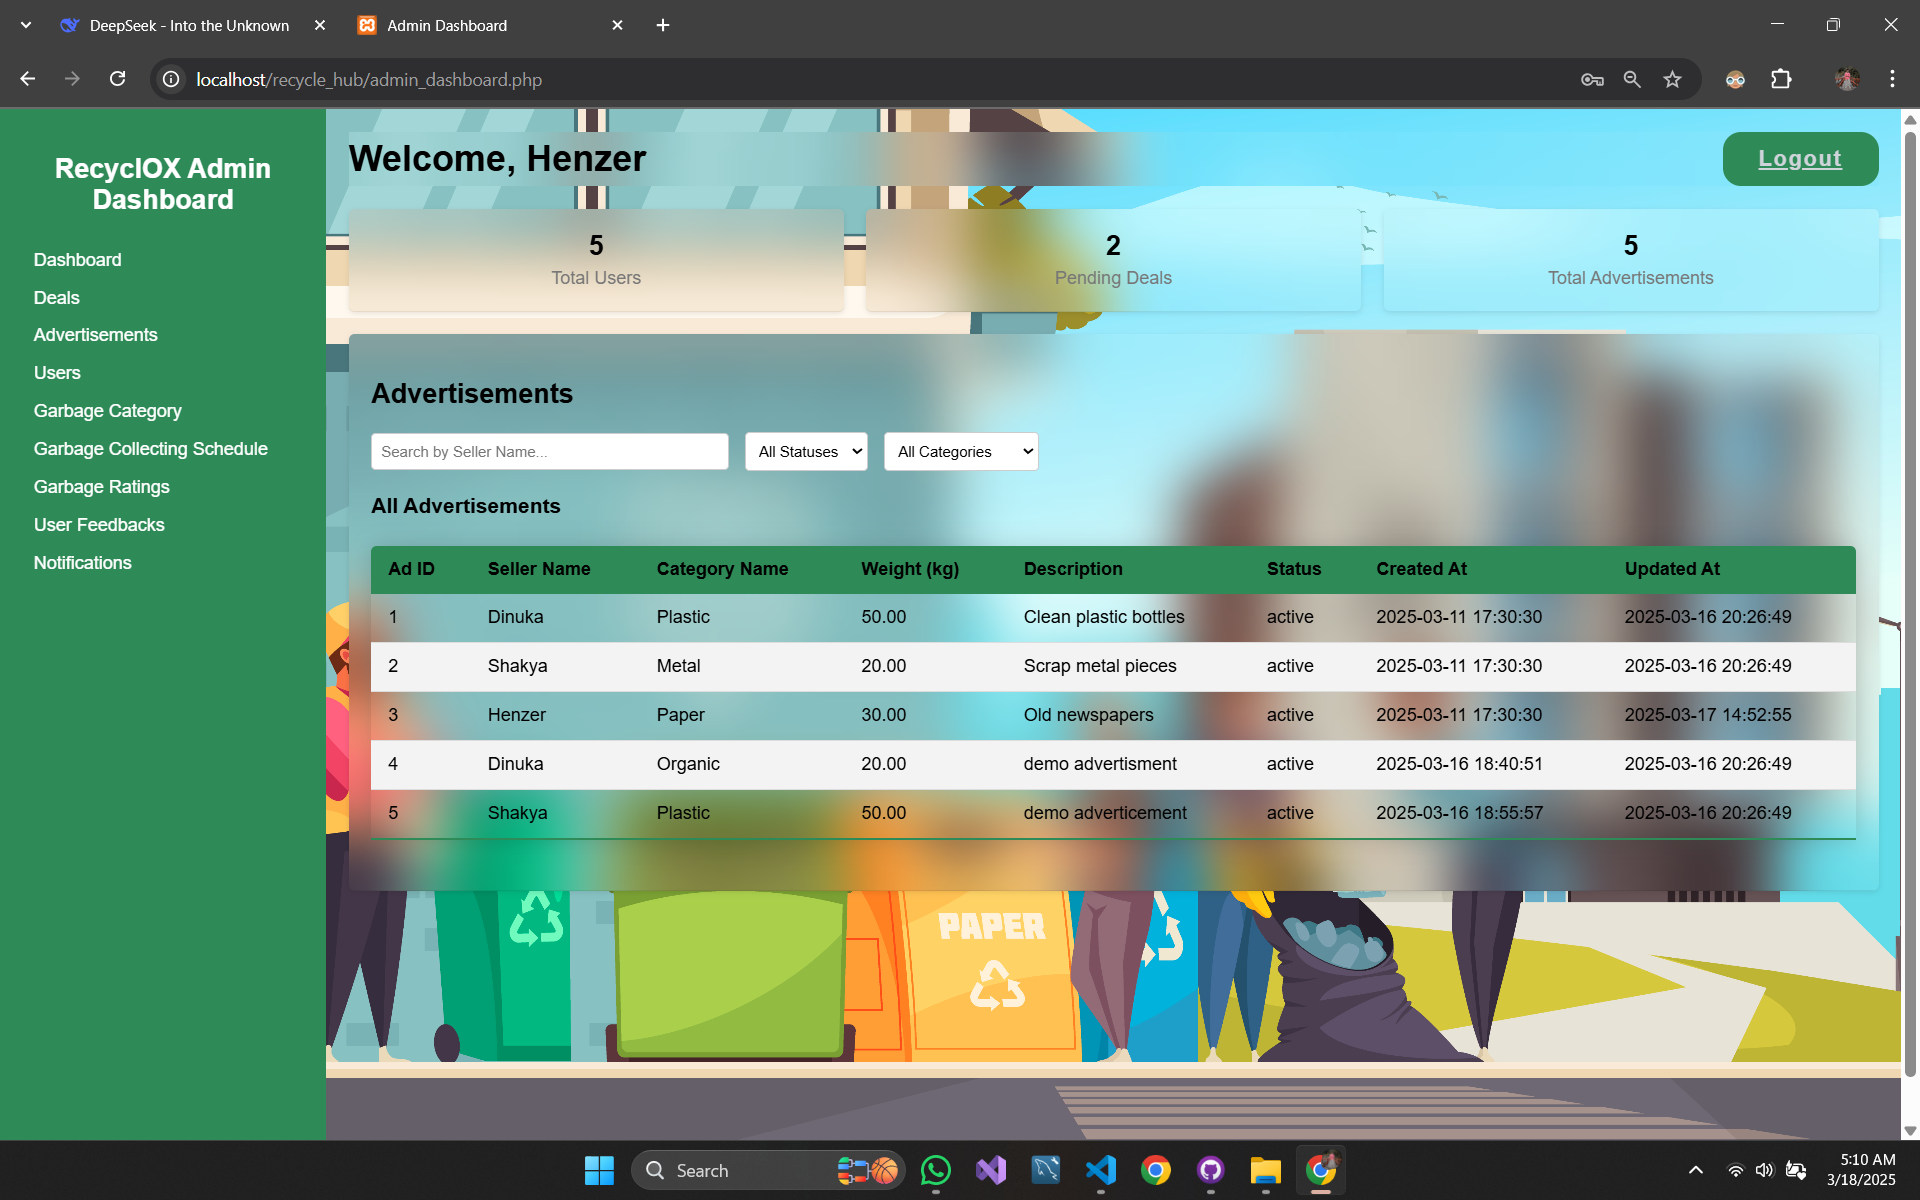 DeepSeek - Into the Unknown
Admin Dashboard
localhost/recycle_hub/admin_dashboard.php
RecyclOX Admin
Dashboard
Dashboard
Deals
Advertisements
Users
Garbage Category
Garbage Collecting Schedule
Garbage Ratings
User Feedbacks
Notifications
Welcome, Henzer
Logout
5
Total Users
2
Pending Deals
5
Total Advertisements
Advertisements
Search by Seller Name...
All Statuses
All Categories
All Advertisements
Ad ID Seller Name Category Name Weight (kg) Description Status Created At Updated At
1 Dinuka Plastic 50.00 Clean plastic bottles active 2025-03-11 17:30:30 2025-03-16 20:26:49
2 Shakya Metal 20.00 Scrap metal pieces active 2025-03-11 17:30:30 2025-03-16 20:26:49
3 Henzer Paper 30.00 Old newspapers active 2025-03-11 17:30:30 2025-03-17 14:52:55
4 Dinuka Organic 20.00 demo advertisment active 2025-03-16 18:40:51 2025-03-16 20:26:49
5 Shakya Plastic 50.00 demo adverticement active 2025-03-16 18:55:57 2025-03-16 20:26:49
PAPER
Search
5:10 AM
3/18/2025